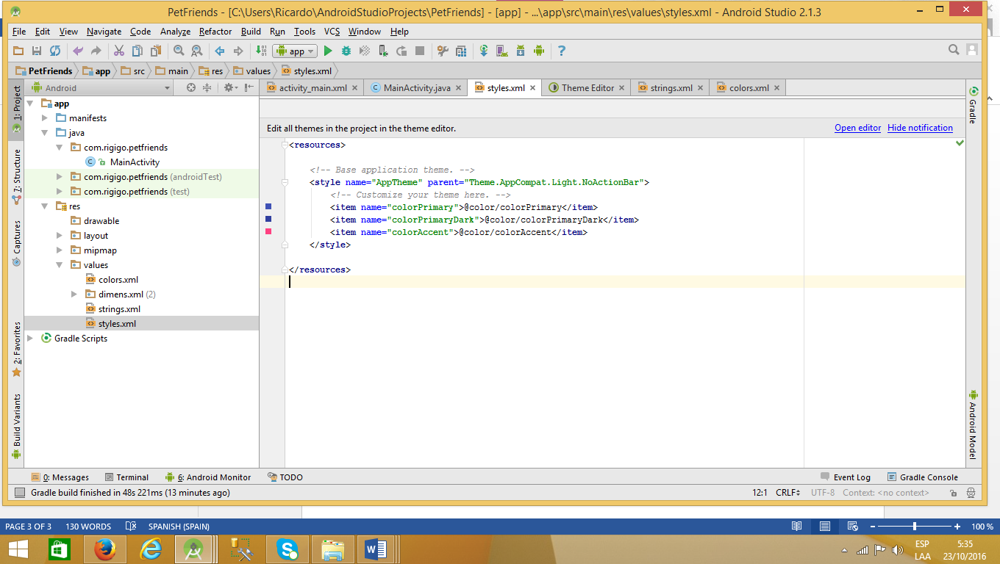 PetFriends - [C:\Users\Ricardo\AndroidStudioProjects\PetFriends] - [app] - ...\app\src\main\res\values\styles.xml - Android Studio 2.1.3
File Edit View Navigate Code Analyze Refactor Build Run Tools VCS Window Help
app
PetFriends app src main res values styles.xml
Android
activity_main.xml MainActivity.java styles.xml Theme Editor strings.xml colors.xml
1: Project
7: Structure
Captures
2: Favorites
Build Variants
app
manifests
java
com.rigigo.petfriends
MainActivity
com.rigigo.petfriends (androidTest)
com.rigigo.petfriends (test)
res
drawable
layout
mipmap
values
colors.xml
dimens.xml (2)
strings.xml
styles.xml
Gradle Scripts
Edit all themes in the project in the theme editor. Open editor Hide notification
<resources>
<!-- Base application theme. -->
<style name="AppTheme" parent="Theme.AppCompat.Light.NoActionBar">
<!-- Customize your theme here. -->
<item name="colorPrimary">@color/colorPrimary</item>
<item name="colorPrimaryDark">@color/colorPrimaryDark</item>
<item name="colorAccent">@color/colorAccent</item>
</style>
</resources>
Gradle
Android Model
0: Messages Terminal 6: Android Monitor TODO Event Log Gradle Console
Gradle build finished in 48s 221ms (13 minutes ago) 12:1 CRLF UTF-8 Context: <no context>
PAGE 3 OF 3 130 WORDS SPANISH (SPAIN) 100 %
ESP 5:35
LAA 23/10/2016